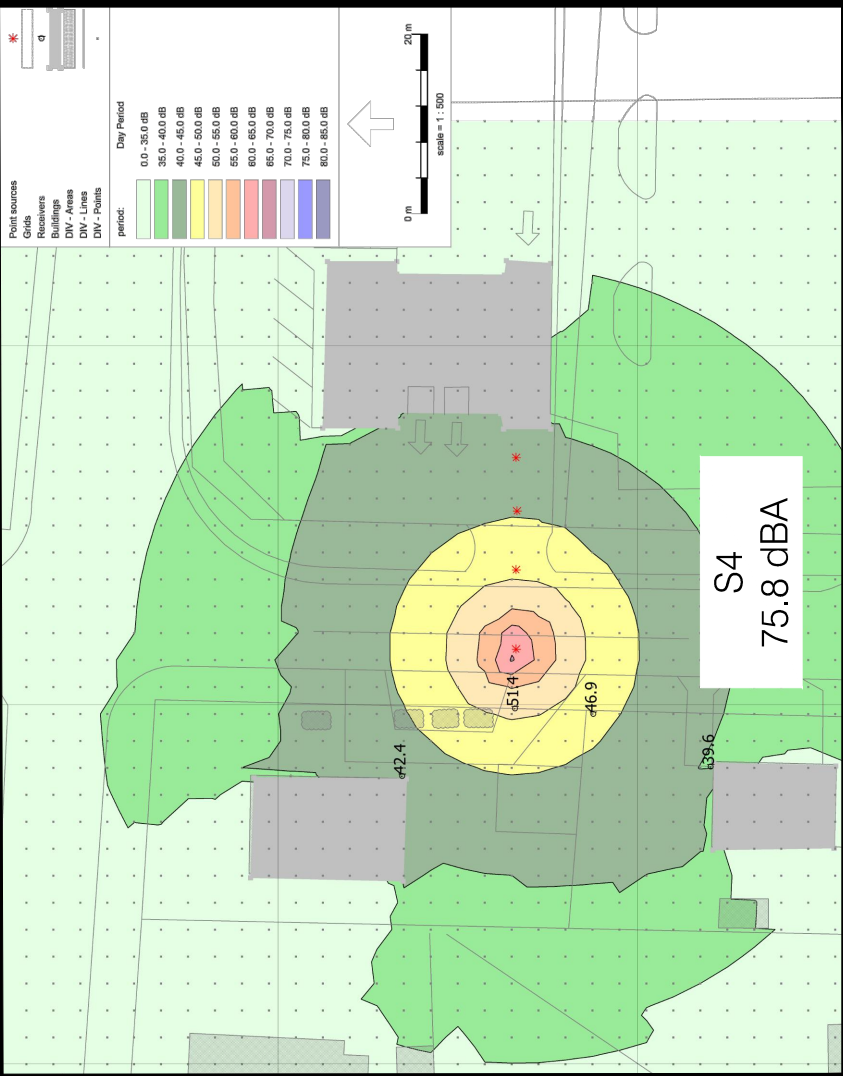 Point sources
Grids
Receivers
Buildings
DIV - Areas
DIV - Lines
DIV - Points
period:
Day Period
0.0 - 35.0 dB
35.0 - 40.0 dB
40.0 - 45.0 dB
45.0 - 50.0 dB
50.0 - 55.0 dB
55.0 - 60.0 dB
60.0 - 65.0 dB
65.0 - 70.0 dB
70.0 - 75.0 dB
75.0 - 80.0 dB
80.0 - 85.0 dB
0 m
20 m
scale = 1 : 500
42.4
51.4
46.9
39.6
S4
75.8 dBA